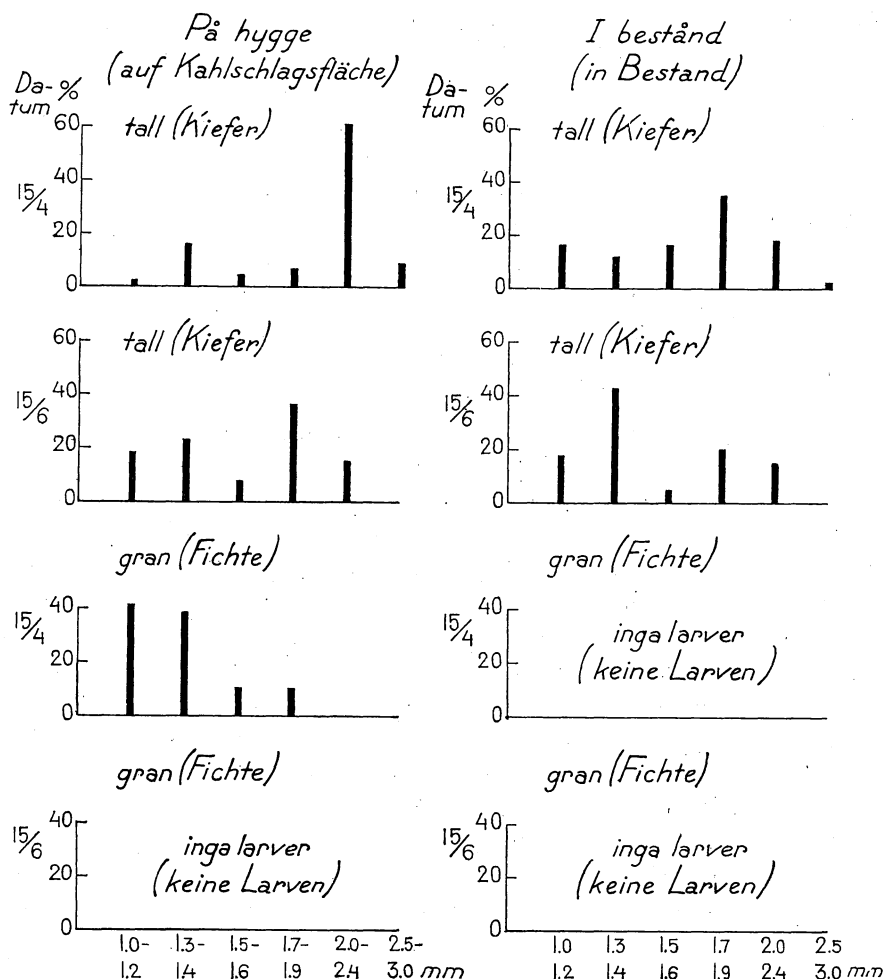 På hygge
(auf Kahlschlagsfläche)
Da- %
tum
tall (Kiefer)
60
40
15/4
20
0
tall (Kiefer)
60
40
15/6
20
0
gran (Fichte)
40
15/4
20
0
gran (Fichte)
40
15/6
20
0
inga larver
(keine Larven)
1.0- 1.3- 1.5- 1.7- 2.0- 2.5-
1.2 1.4 1.6 1.9 2.4 3.0 mm
I bestånd
(in Bestand)
Da- %
tum
tall (Kiefer)
60
40
15/4
20
0
tall (Kiefer)
60
40
15/6
20
0
gran (Fichte)
40
15/4
20
0
inga larver
(keine Larven)
gran (Fichte)
40
15/6
20
0
inga larver
(keine Larven)
1.0 1.3 1.5 1.7 2.0 2.5
1.2 1.4 1.6 1.9 2.4 3.0 mm